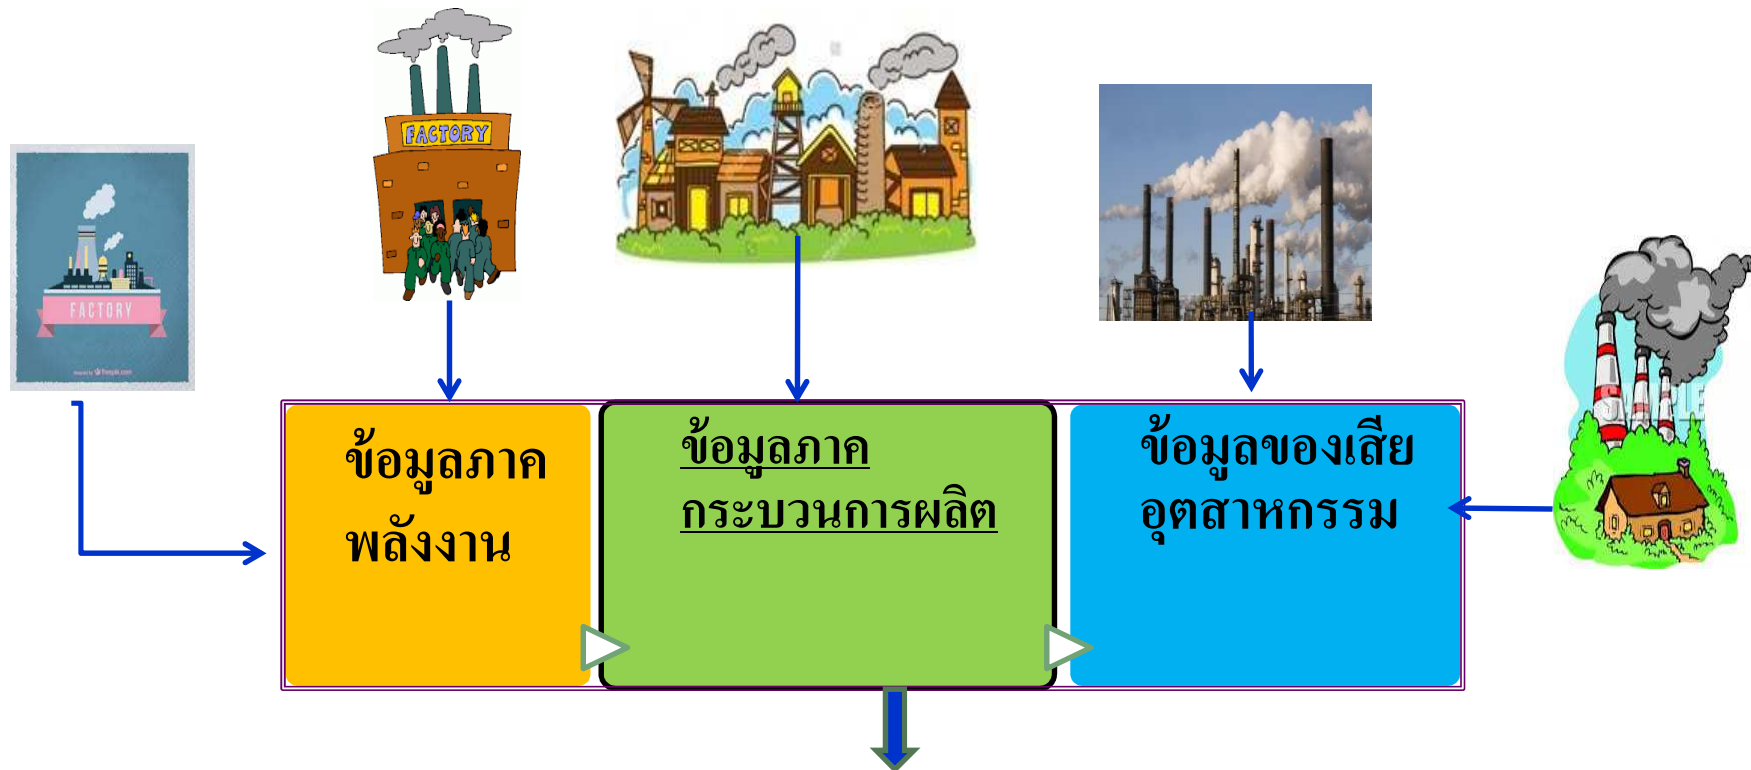 FACTORY
FACTORY
ข้อมูลภาค
พลังงาน
ข้อมูลภาค
กระบวนการผลิต
ข้อมูลของเสีย
อุตสาหกรรม